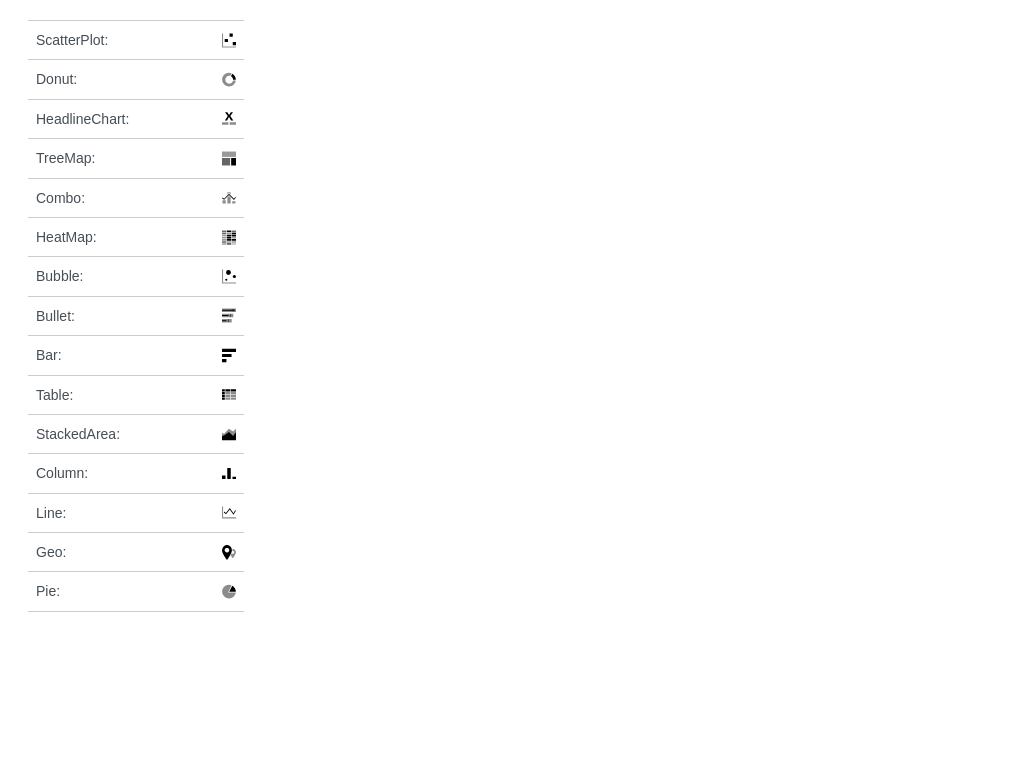 ScatterPlot:
Donut:
HeadlineChart:
TreeMap:
Combo:
HeatMap:
Bubble:
Bullet:
Bar:
Table:
StackedArea:
Column:
Line:
Geo:
Pie: